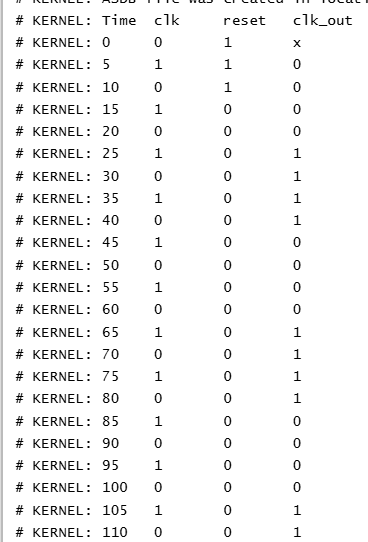 # KERNEL: Time clk reset clk_out
# KERNEL: 0 0 1 x
# KERNEL: 5 1 1 0
# KERNEL: 10 0 1 0
# KERNEL: 15 1 0 0
# KERNEL: 20 0 0 0
# KERNEL: 25 1 0 1
# KERNEL: 30 0 0 1
# KERNEL: 35 1 0 1
# KERNEL: 40 0 0 1
# KERNEL: 45 1 0 0
# KERNEL: 50 0 0 0
# KERNEL: 55 1 0 0
# KERNEL: 60 0 0 0
# KERNEL: 65 1 0 1
# KERNEL: 70 0 0 1
# KERNEL: 75 1 0 1
# KERNEL: 80 0 0 1
# KERNEL: 85 1 0 0
# KERNEL: 90 0 0 0
# KERNEL: 95 1 0 0
# KERNEL: 100 0 0 0
# KERNEL: 105 1 0 1
# KERNEL: 110 0 0 1